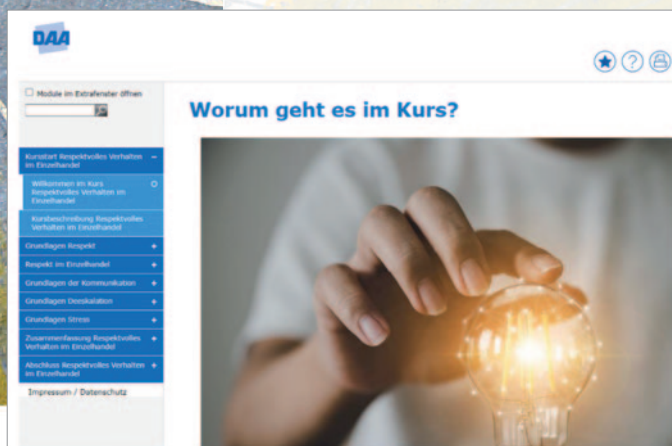 DAA
Module im Extrafenster öffnen
Worum geht es im Kurs?
Kursstart Respektvolles Verhalten
im Einzelhandel
Willkommen im Kurs
Respektvolles Verhalten im
Einzelhandel
Kursbeschreibung Respektvolles
Verhalten im Einzelhandel
Grundlagen Respekt
Respekt im Einzelhandel
Grundlagen der Kommunikation
Grundlagen Deeskalation
Grundlagen Stress
Zusammenfassung Respektvolles
Verhalten im Einzelhandel
Abschluss Respektvolles Verhalten
im Einzelhandel
Impressum / Datenschutz